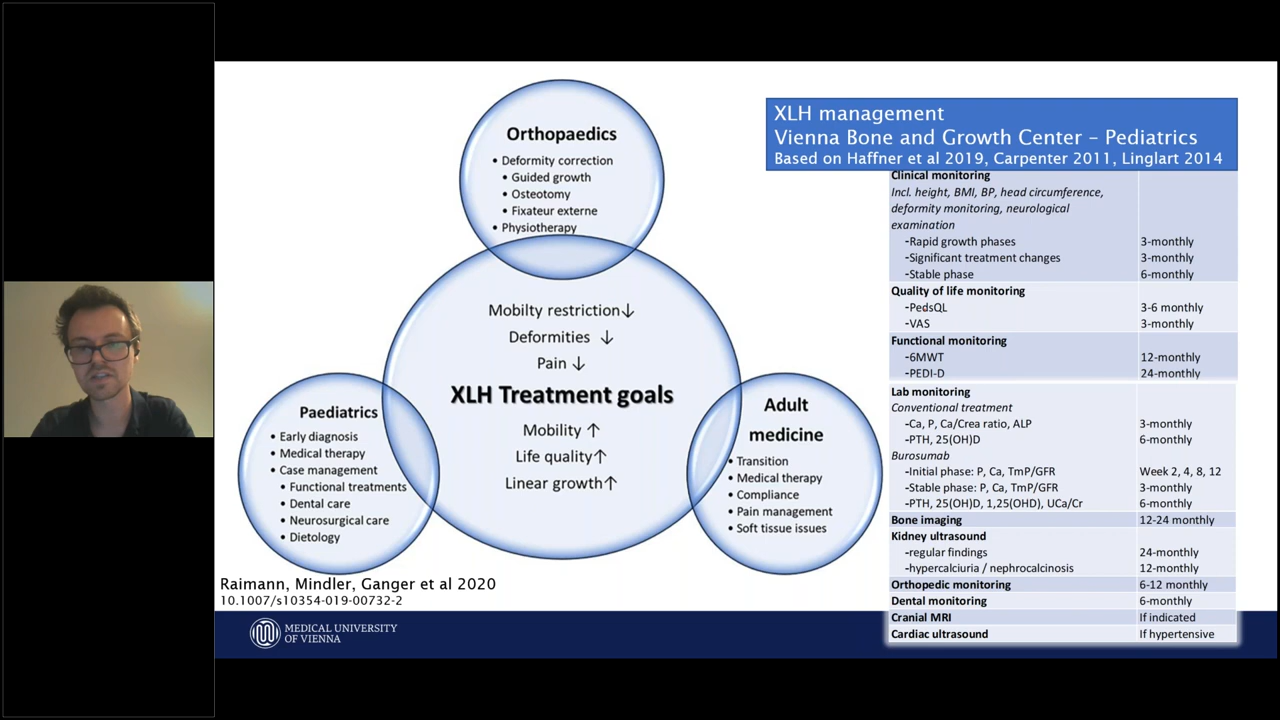 Orthopaedics
• Deformity correction
• Guided growth
• Osteotomy
• Fixateur externe
• Physiotherapy
Mobilty restriction↓
Deformities ↓
Pain ↓
XLH Treatment goals
Mobility ↑
Life quality↑
Linear growth↑
Paediatrics
• Early diagnosis
• Medical therapy
• Case management
• Functional treatments
• Dental care
• Neurosurgical care
• Dietology
Adult
medicine
• Transition
• Medical therapy
• Compliance
• Pain management
• Soft tissue issues
Raimann, Mindler, Ganger et al 2020
10.1007/s10354-019-00732-2
MEDICAL UNIVERSITY
OF VIENNA
XLH management
Vienna Bone and Growth Center – Pediatrics
Based on Haffner et al 2019, Carpenter 2011, Linglart 2014
Clinical monitoring
Incl. height, BMI, BP, head circumference,
deformity monitoring, neurological
examination
-Rapid growth phases 3-monthly
-Significant treatment changes 3-monthly
-Stable phase 6-monthly
Quality of life monitoring
-PedsQL 3-6 monthly
-VAS 3-monthly
Functional monitoring
-6MWT 12-monthly
-PEDI-D 24-monthly
Lab monitoring
Conventional treatment
-Ca, P, Ca/Crea ratio, ALP 3-monthly
-PTH, 25(OH)D 6-monthly
Burosumab
-Initial phase: P, Ca, TmP/GFR Week 2, 4, 8, 12
-Stable phase: P, Ca, TmP/GFR 3-monthly
-PTH, 25(OH)D, 1,25(OHD), UCa/Cr 6-monthly
Bone imaging 12-24 monthly
Kidney ultrasound
-regular findings 24-monthly
-hypercalciuria / nephrocalcinosis 12-monthly
Orthopedic monitoring 6-12 monthly
Dental monitoring 6-monthly
Cranial MRI If indicated
Cardiac ultrasound If hypertensive